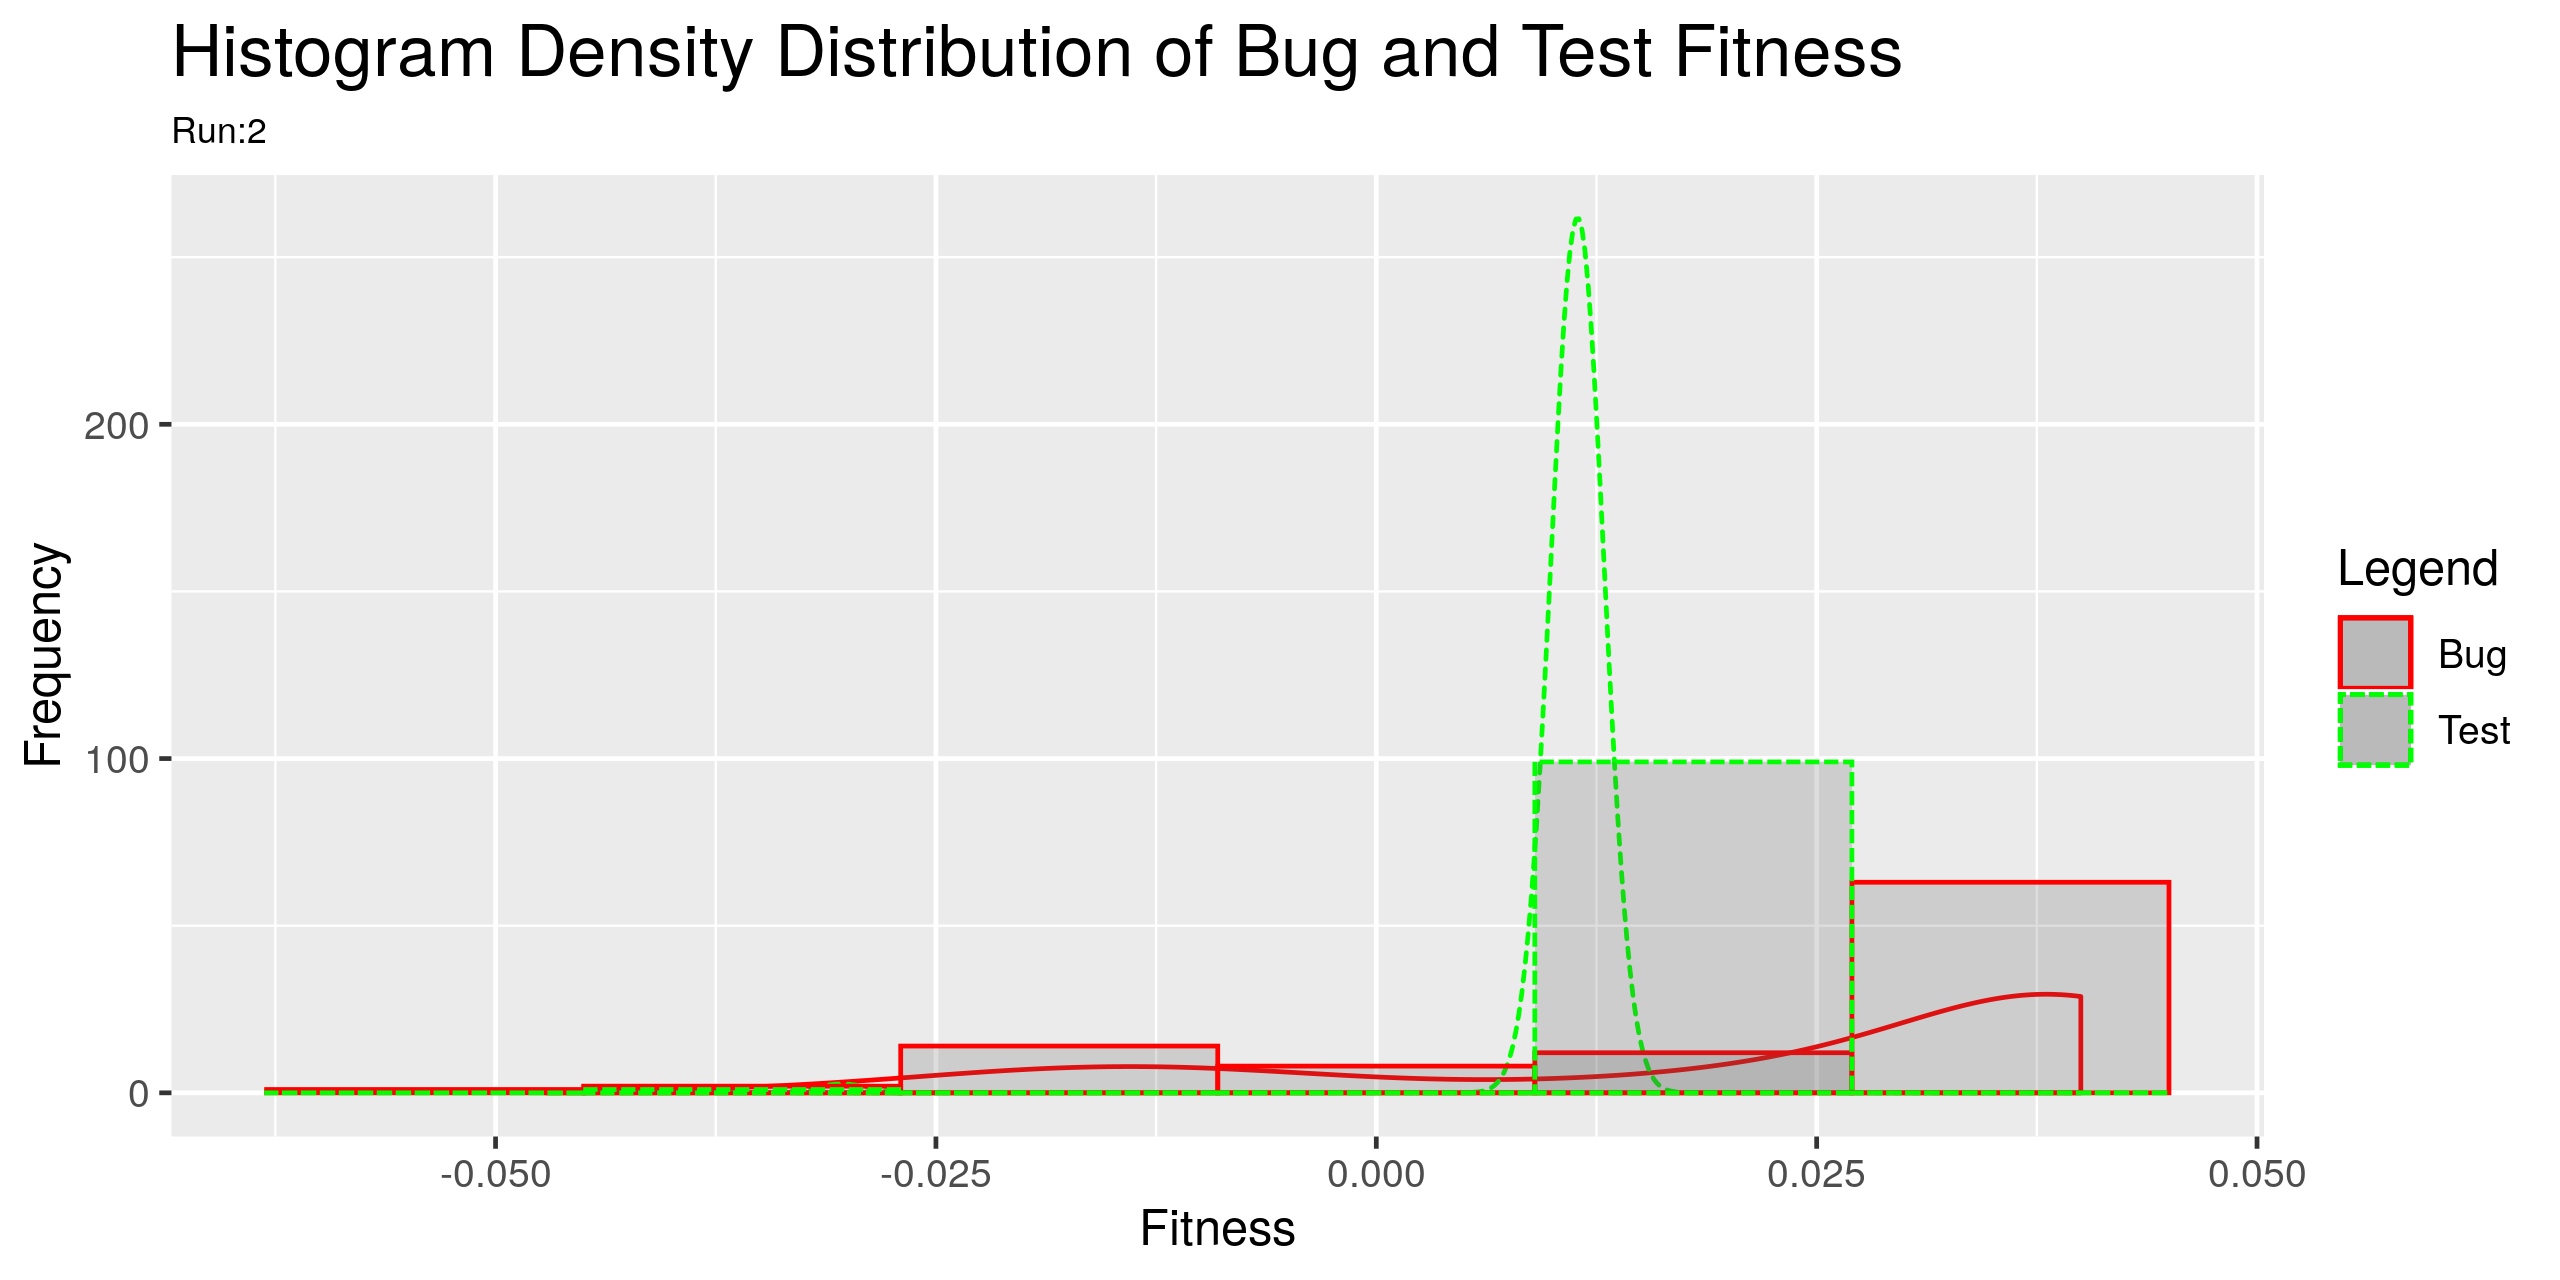 Histogram Density Distribution of Bug and Test Fitness
Run:2
Frequency
200
100
0
-0.050
-0.025
0.000
0.025
0.050
Fitness
Legend
Bug
Test